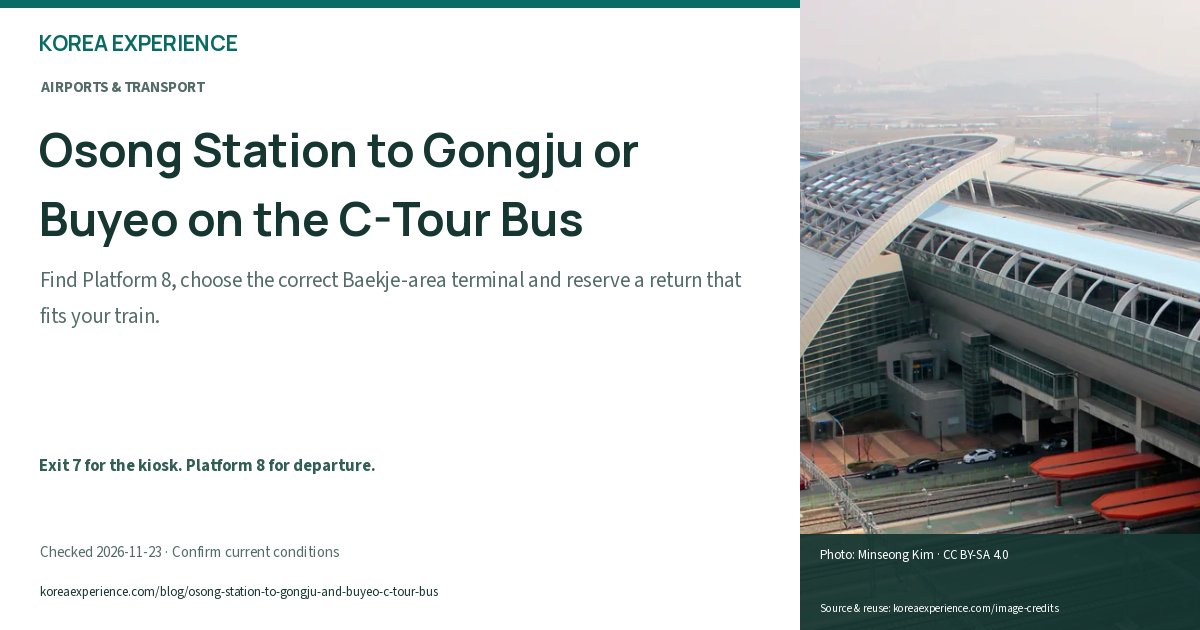 KOREA EXPERIENCE
AIRPORTS & TRANSPORT
Osong Station to Gongju or
Buyeo on the C-Tour Bus
Find Platform 8, choose the correct Baekje-area terminal and reserve a return that
fits your train.
Exit 7 for the kiosk. Platform 8 for departure.
Checked 2026-11-23 · Confirm current conditions
koreaexperience.com/blog/osong-station-to-gongju-and-buyeo-c-tour-bus
Photo: Minseong Kim · CC BY-SA 4.0
Source & reuse: koreaexperience.com/image-credits